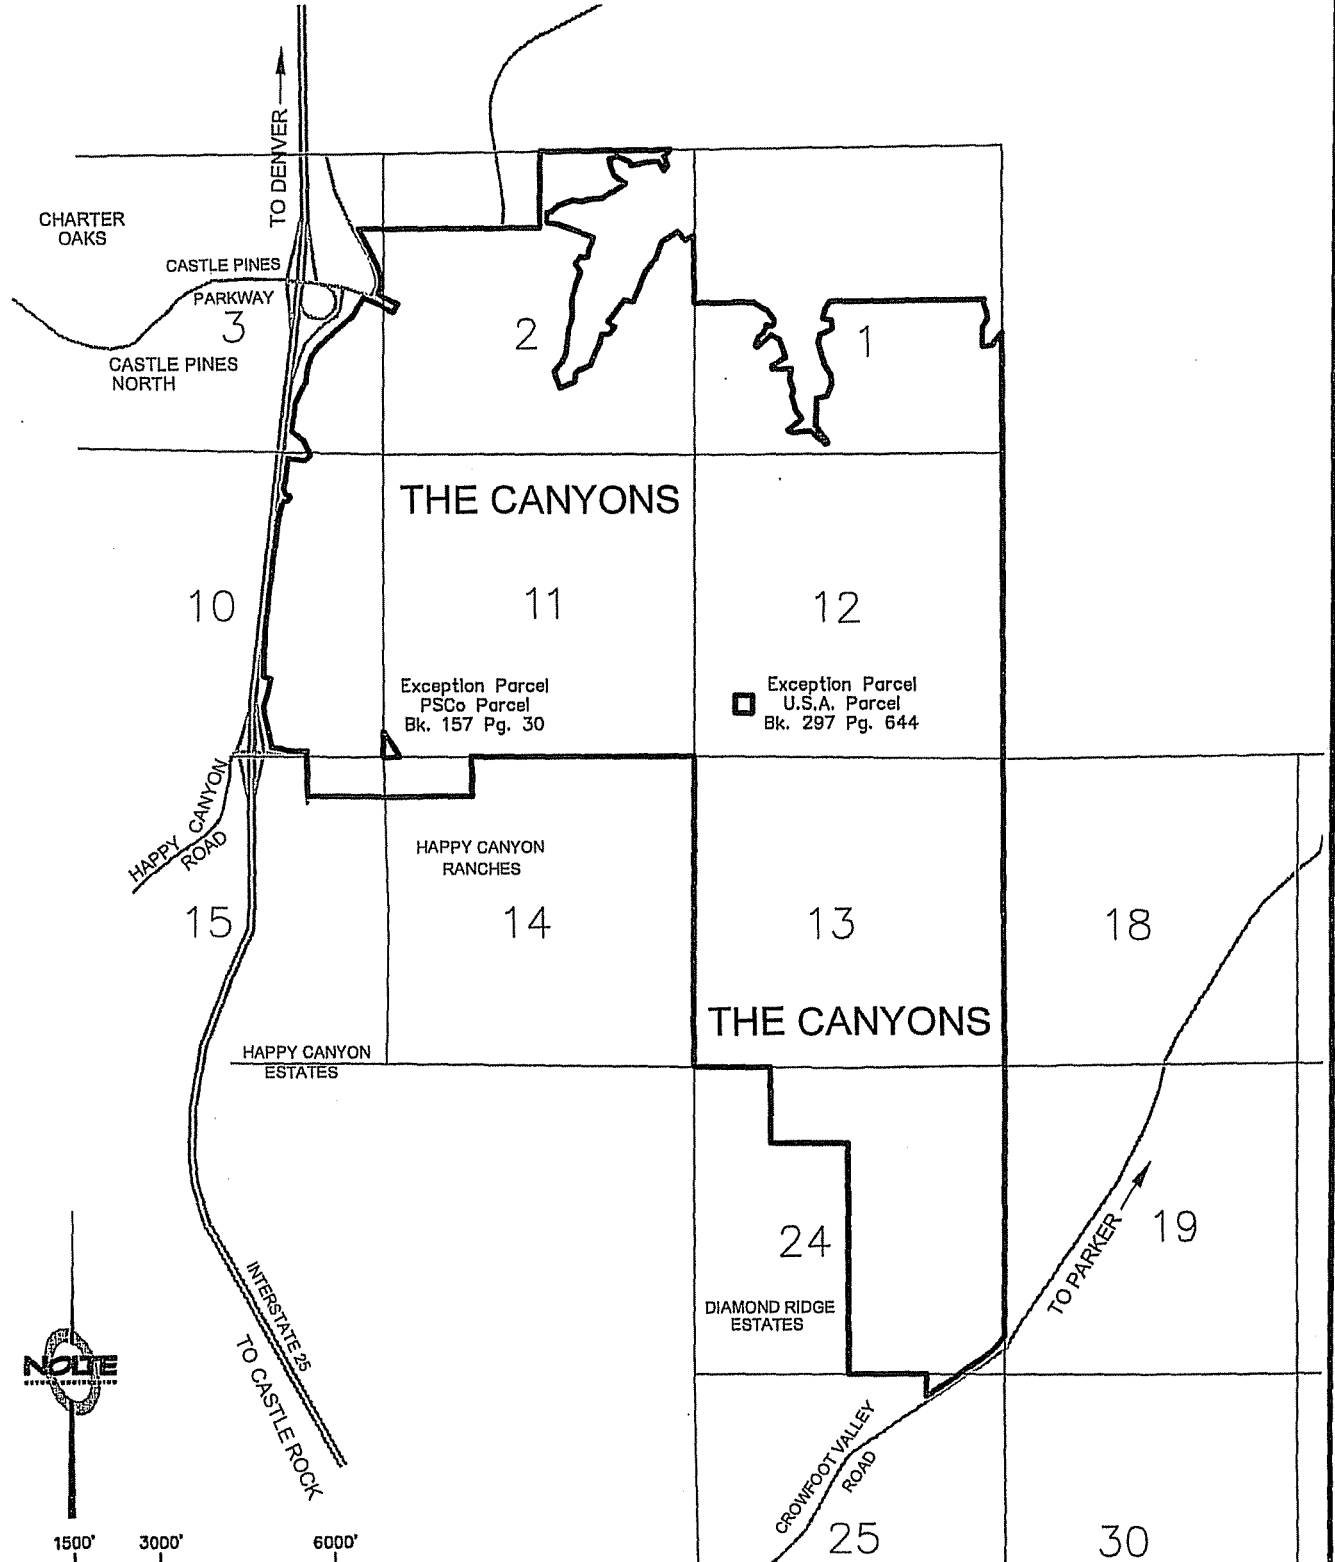 TO DENVER
CHARTER
OAKS
CASTLE PINES
PARKWAY
3
2
1
CASTLE PINES
NORTH
THE CANYONS
10
11
12
Exception Parcel
PSCo Parcel
Bk. 157 Pg. 30
Exception Parcel
U.S.A. Parcel
Bk. 297 Pg. 644
HAPPY CANYON
ROAD
HAPPY CANYON
RANCHES
15
14
13
18
THE CANYONS
HAPPY CANYON
ESTATES
24
19
TO PARKER
INTERSTATE 25
TO CASTLE ROCK
DIAMOND RIDGE
ESTATES
NOLTE
CROWFOOT VALLEY
ROAD
25
30
1500' 3000' 6000'